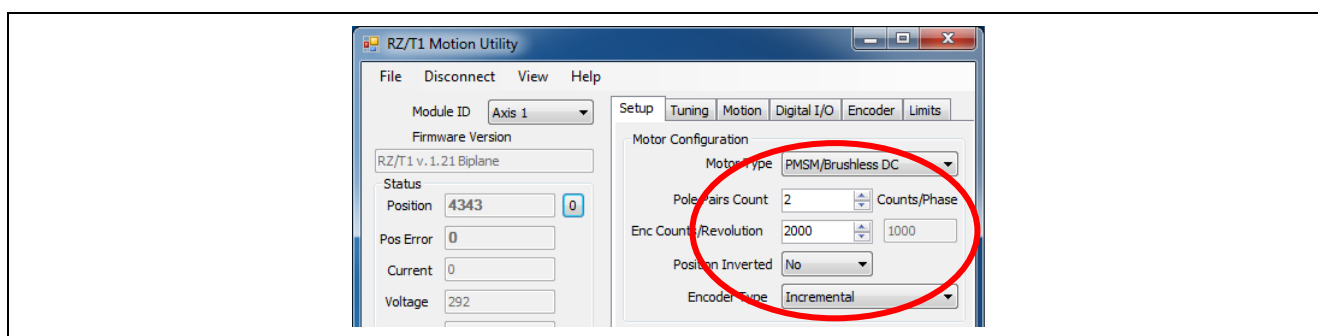 RZ/T1 Motion Utility
File Disconnect View Help
Module ID Axis 1
Firmware Version
RZ/T1 v.1.21 Biplane
Status
Position 4343 0
Pos Error 0
Current 0
Voltage 292
Setup Tuning Motion Digital I/O Encoder Limits
Motor Configuration
Motor Type PMSM/Brushless DC
Pole Pairs Count 2 Counts/Phase
Enc Counts/Revolution 2000 1000
Position Inverted No
Encoder Type Incremental